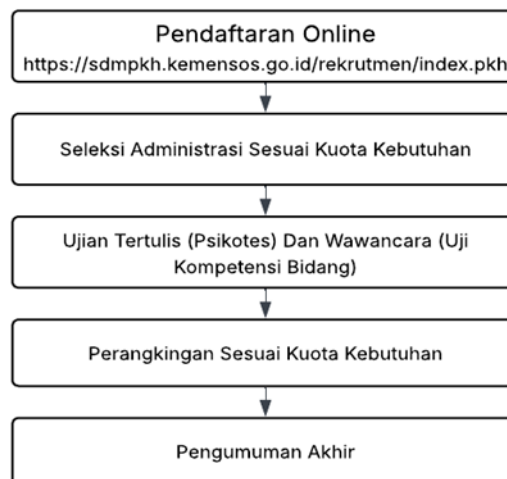 Pendaftaran Online
https://sdmpkh.kemensos.go.id/rekrutmen/index.pkh
Seleksi Administrasi Sesuai Kuota Kebutuhan
Ujian Tertulis (Psikotes) Dan Wawancara (Uji
Kompetensi Bidang)
Perangkingan Sesuai Kuota Kebutuhan
Pengumuman Akhir